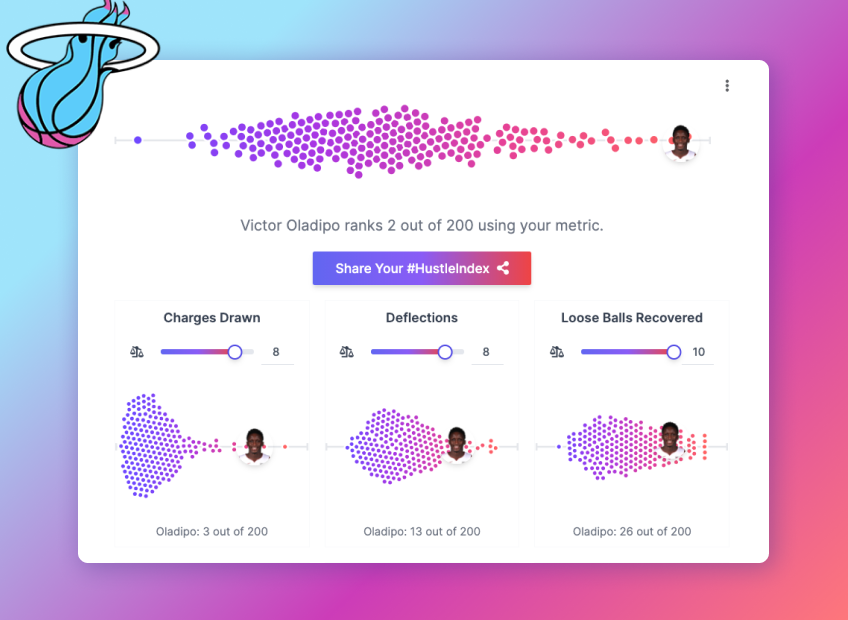 Victor Oladipo ranks 2 out of 200 using your metric.
Share Your #HustleIndex
Charges Drawn
8
Oladipo: 3 out of 200
Deflections
8
Oladipo: 13 out of 200
Loose Balls Recovered
10
Oladipo: 26 out of 200